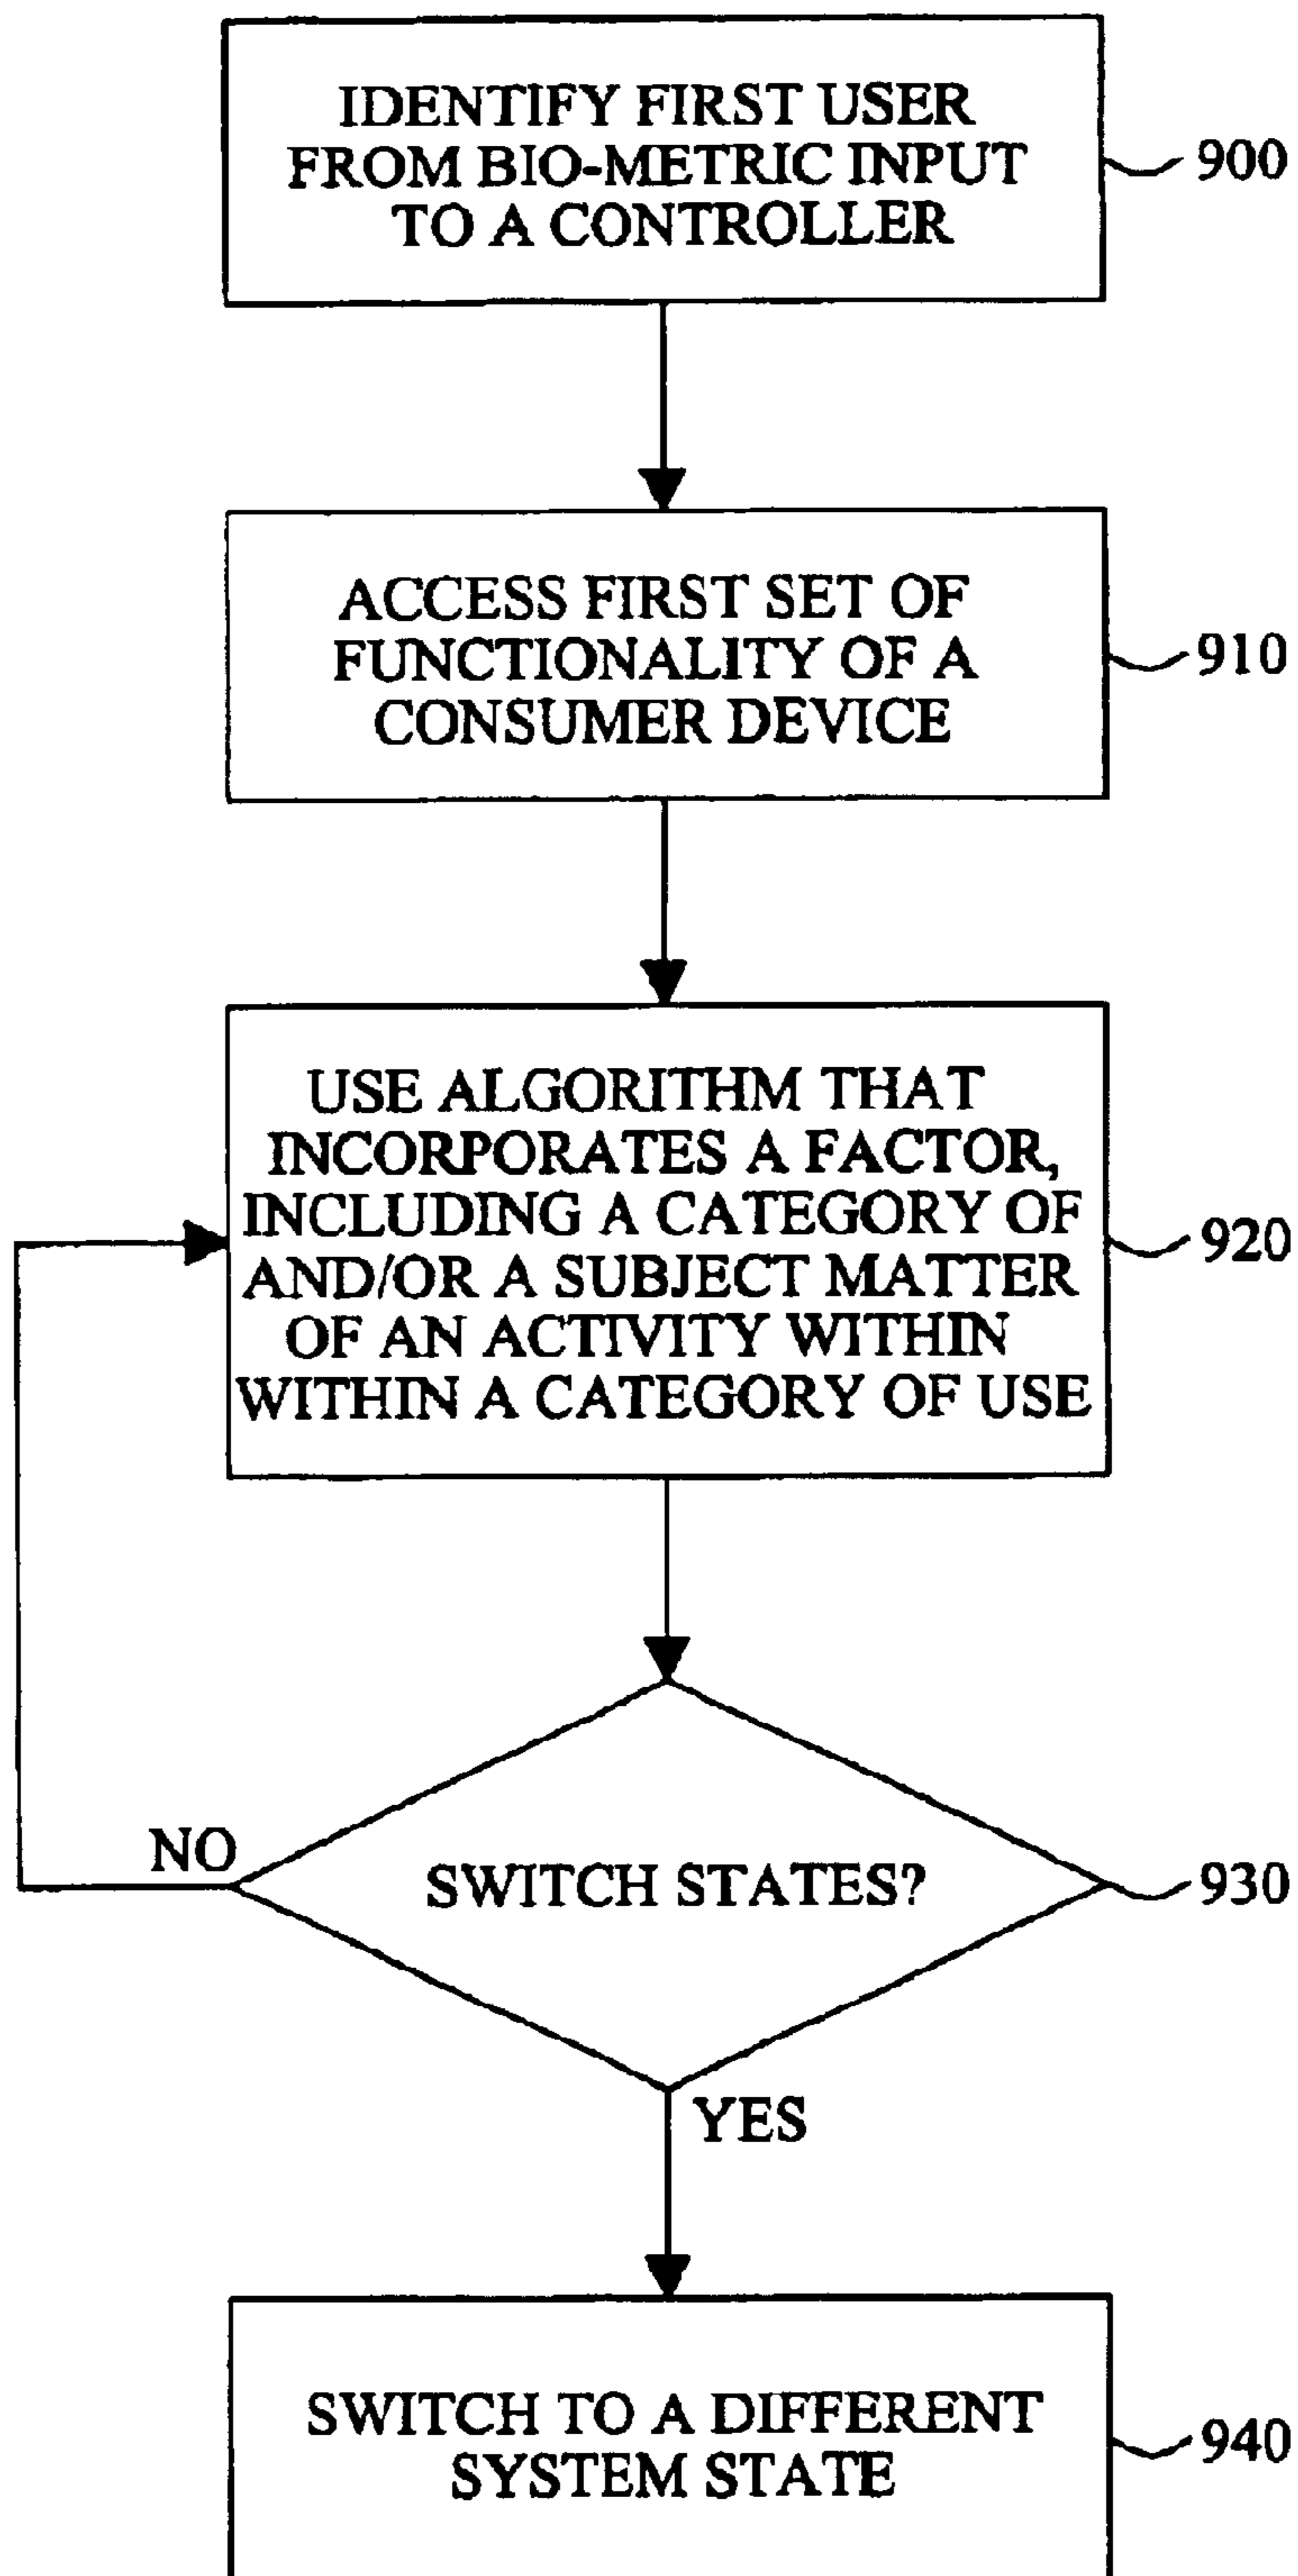 IDENTIFY FIRST USER
FROM BIO-METRIC INPUT
TO A CONTROLLER
900
ACCESS FIRST SET OF
FUNCTIONALITY OF A
CONSUMER DEVICE
910
USE ALGORITHM THAT
INCORPORATES A FACTOR,
INCLUDING A CATEGORY OF
AND/OR A SUBJECT MATTER
OF AN ACTIVITY WITHIN
WITHIN A CATEGORY OF USE
920
NO
SWITCH STATES?
930
YES
SWITCH TO A DIFFERENT
SYSTEM STATE
940